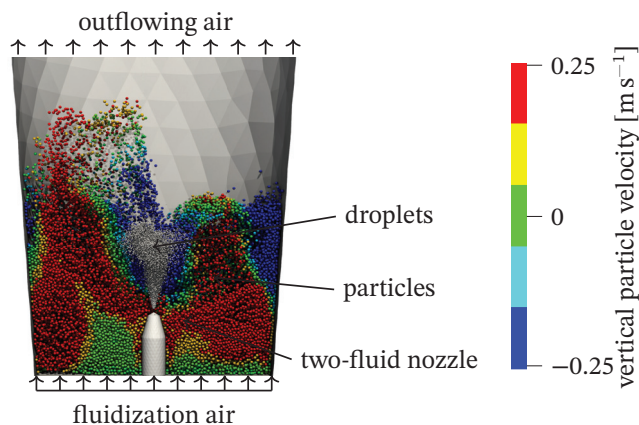 outflowing air
0.25
droplets
0
particles
two-fluid nozzle
−0.25
fluidization air
vertical particle velocity [m s⁻¹]